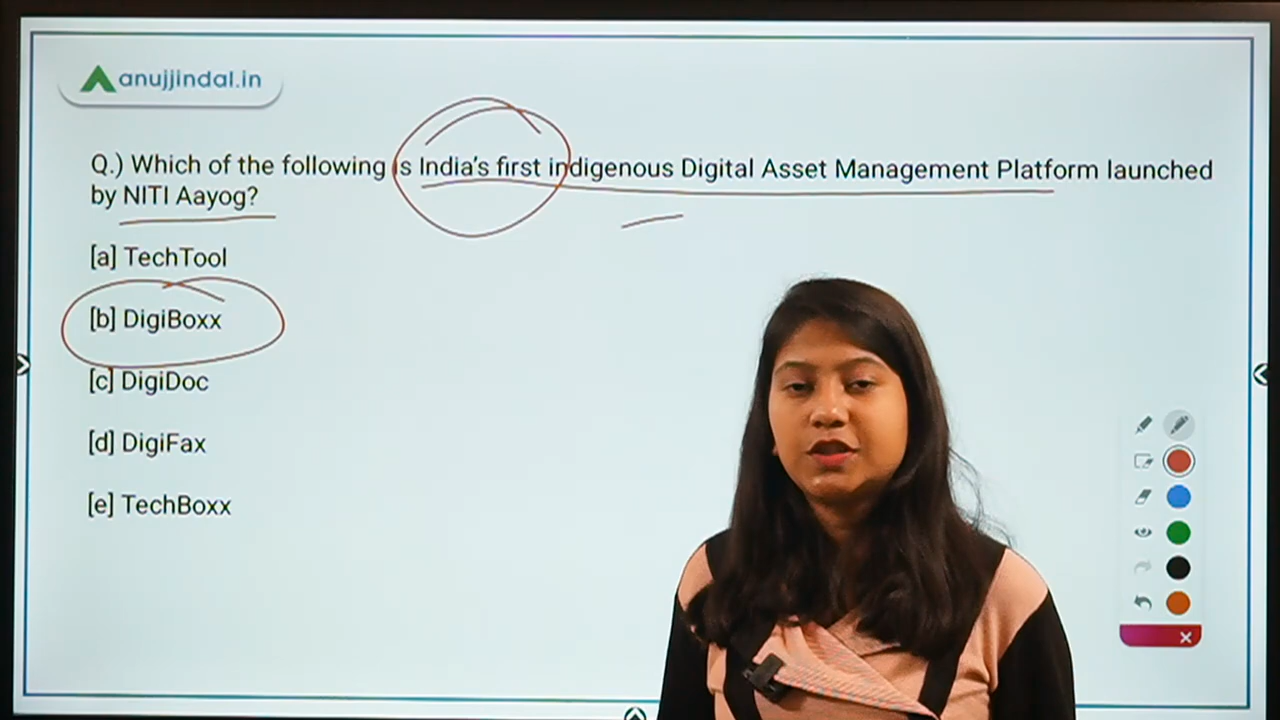 anujjindal.in
Q.) Which of the following is India's first indigenous Digital Asset Management Platform launched
by NITI Aayog?
[a] TechTool
[b] DigiBoxx
[c] DigiDoc
[d] DigiFax
[e] TechBoxx